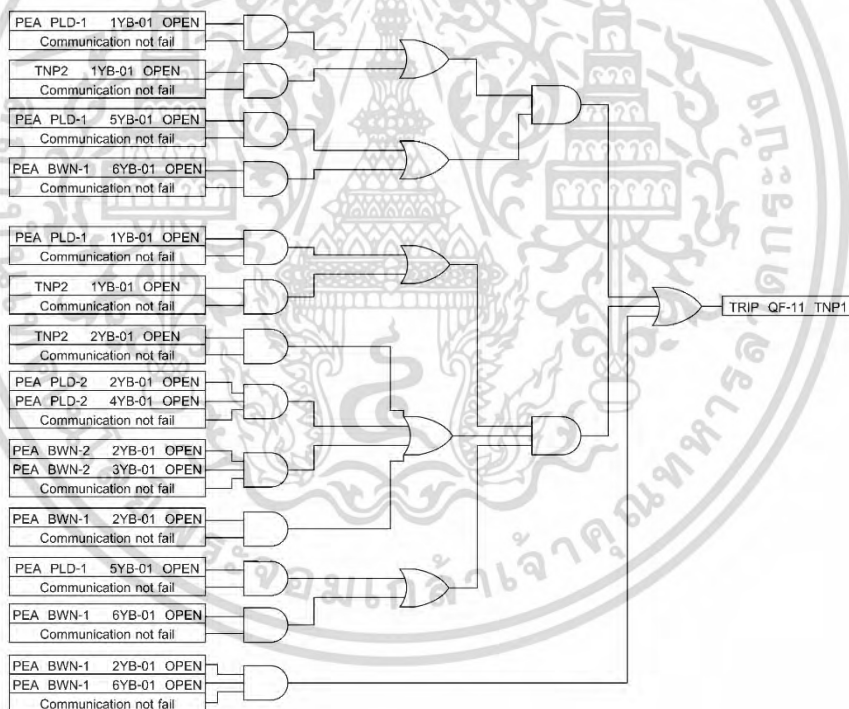 PEA PLD-1 1YB-01 OPEN
Communication not fail
TNP2 1YB-01 OPEN
Communication not fail
PEA PLD-1 5YB-01 OPEN
Communication not fail
PEA BWN-1 6YB-01 OPEN
Communication not fail
PEA PLD-1 1YB-01 OPEN
Communication not fail
TNP2 1YB-01 OPEN
Communication not fail
TNP2 2YB-01 OPEN
Communication not fail
PEA PLD-2 2YB-01 OPEN
PEA PLD-2 4YB-01 OPEN
Communication not fail
PEA BWN-2 2YB-01 OPEN
PEA BWN-2 3YB-01 OPEN
Communication not fail
PEA BWN-1 2YB-01 OPEN
Communication not fail
PEA PLD-1 5YB-01 OPEN
Communication not fail
PEA BWN-1 6YB-01 OPEN
Communication not fail
PEA BWN-1 2YB-01 OPEN
PEA BWN-1 6YB-01 OPEN
Communication not fail
TRIP QF-11 TNP1